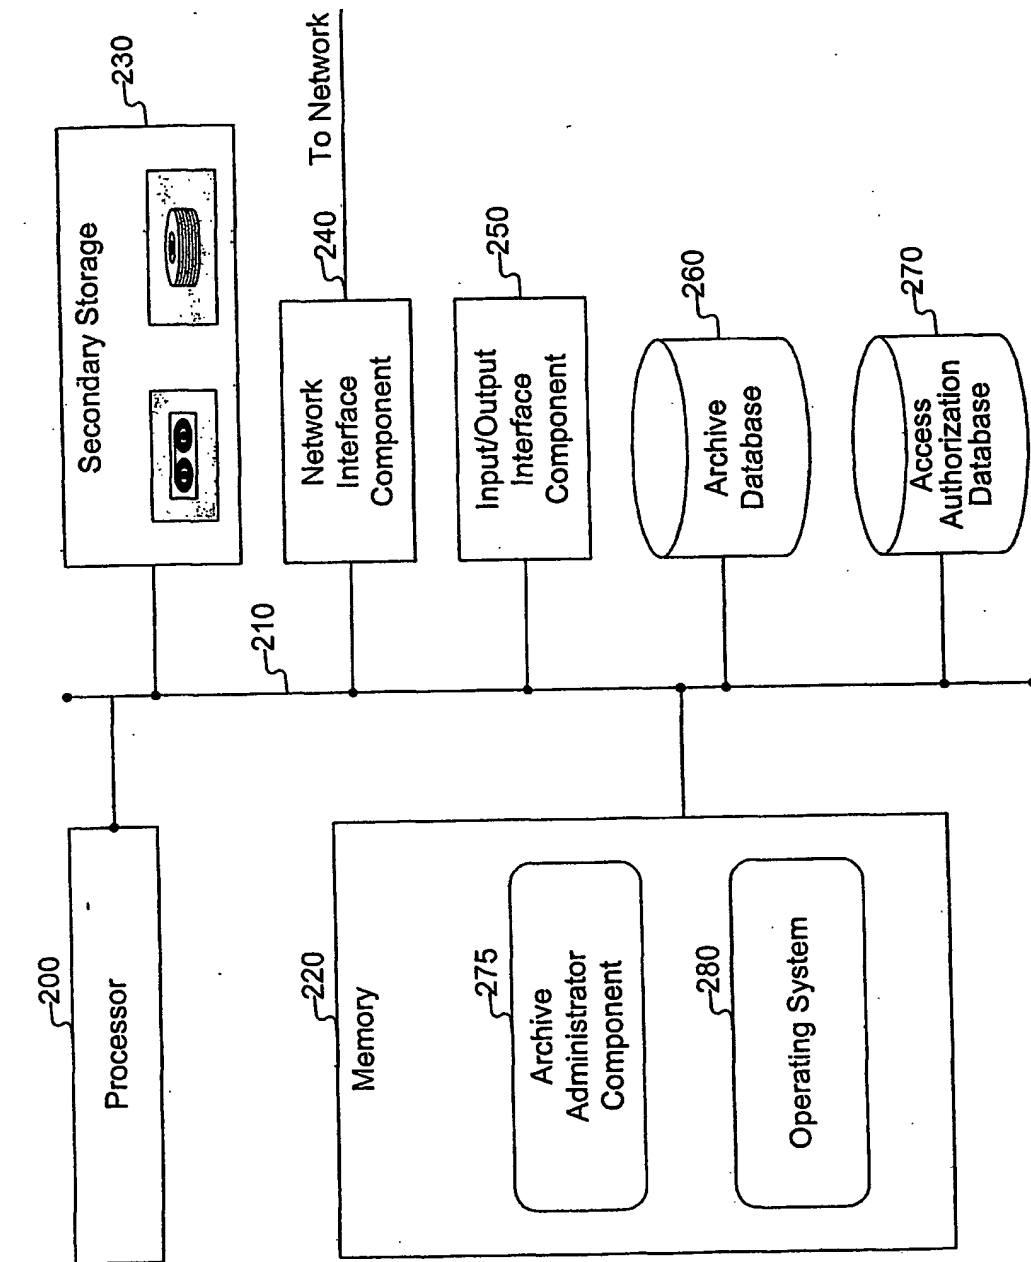 200
Processor
220
Memory
275
Archive
Administrator
Component
280
Operating System
210
230
Secondary Storage
240
To Network
Network
Interface
Component
250
Input/Output
Interface
Component
260
Archive
Database
270
Access
Authorization
Database